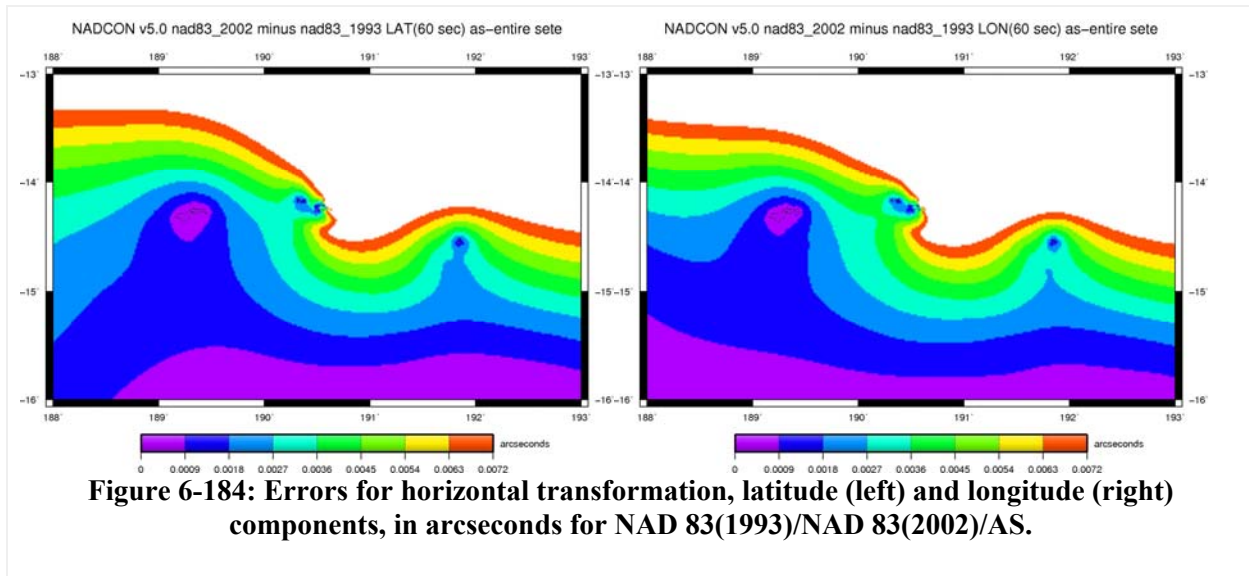 NADCON v5.0 nad83_2002 minus nad83_1993 LAT(60 sec) as-entire sete
188˚ 189˚ 190˚ 191˚ 192˚ 193˚
-13˚ -13˚
-14˚ -14˚
-15˚ -15˚
-16˚ -16˚
188˚ 189˚ 190˚ 191˚ 192˚ 193˚
arcseconds
0 0.0009 0.0018 0.0027 0.0036 0.0045 0.0054 0.0063 0.0072
NADCON v5.0 nad83_2002 minus nad83_1993 LON(60 sec) as-entire sete
188˚ 189˚ 190˚ 191˚ 192˚ 193˚
-13˚ -13˚
-14˚ -14˚
-15˚ -15˚
-16˚ -16˚
188˚ 189˚ 190˚ 191˚ 192˚ 193˚
arcseconds
0 0.0009 0.0018 0.0027 0.0036 0.0045 0.0054 0.0063 0.0072
Figure 6-184: Errors for horizontal transformation, latitude (left) and longitude (right)
components, in arcseconds for NAD 83(1993)/NAD 83(2002)/AS.